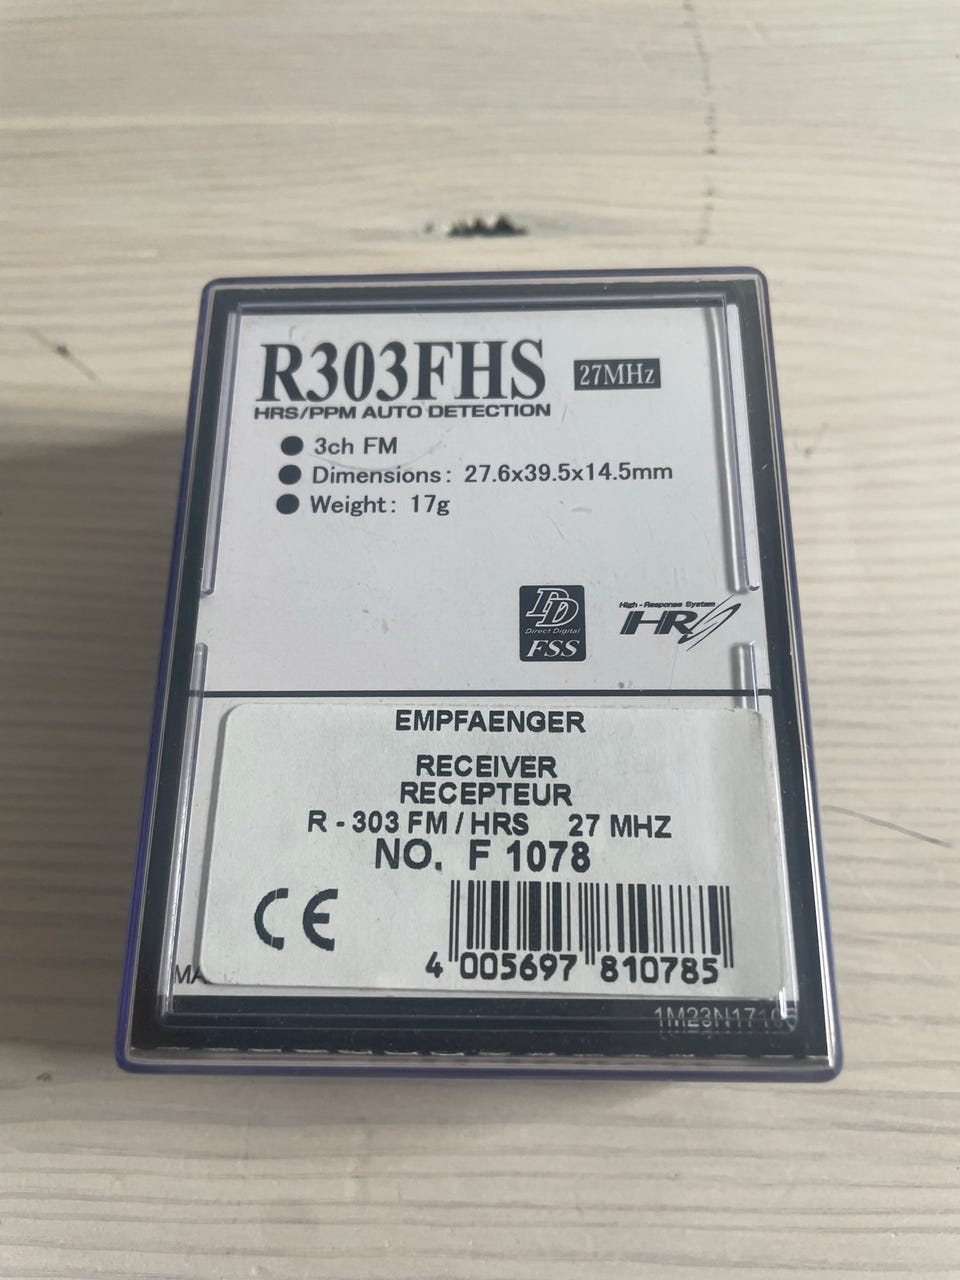 R303FHS 27MHz
HRS/PPM AUTO DETECTION
● 3ch FM
● Dimensions: 27.6x39.5x14.5mm
● Weight: 17g
DD
Direct Digital
FSS
High-Response System
HRS
EMPFAENGER
RECEIVER
RECEPTEUR
R - 303 FM / HRS 27 MHZ
NO. F 1078
CE
4 005697 810785